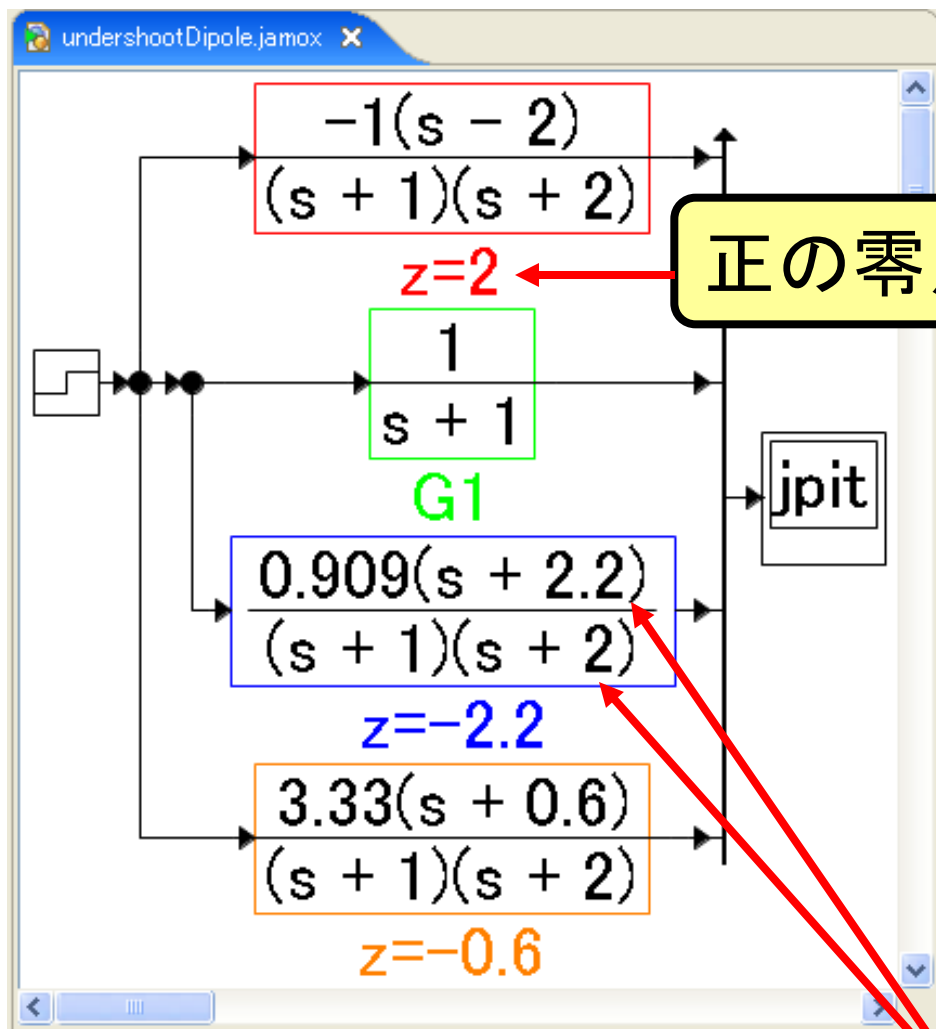 undershootDipole.jamox
-1(s - 2)
(s + 1)(s + 2)
z=2
正の零
1
s + 1
G1
jpit
0.909(s + 2.2)
(s + 1)(s + 2)
z=-2.2
3.33(s + 0.6)
(s + 1)(s + 2)
z=-0.6